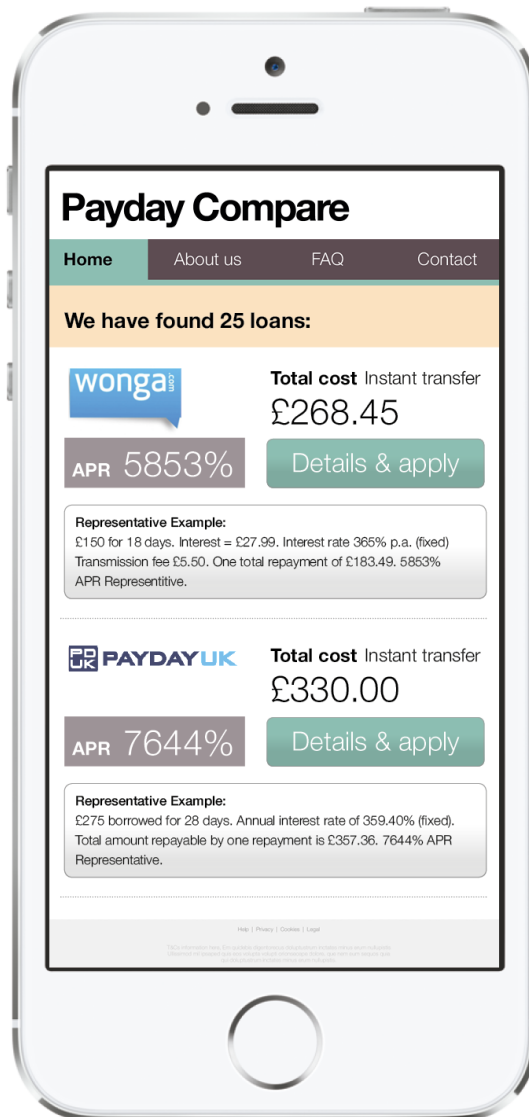 Payday Compare
Home About us FAQ Contact
We have found 25 loans:
wonga.com
Total cost Instant transfer
£268.45
APR 5853%
Details & apply
Representative Example:
£150 for 18 days. Interest = £27.99. Interest rate 365% p.a. (fixed)
Transmission fee £5.50. One total repayment of £183.49. 5853%
APR Representitive.
PD UK PAYDAY UK
Total cost Instant transfer
£330.00
APR 7644%
Details & apply
Representative Example:
£275 borrowed for 28 days. Annual interest rate of 359.40% (fixed).
Total amount repayable by one repayment is £357.36. 7644% APR
Representative.
Help | Privacy | Cookies | Legal